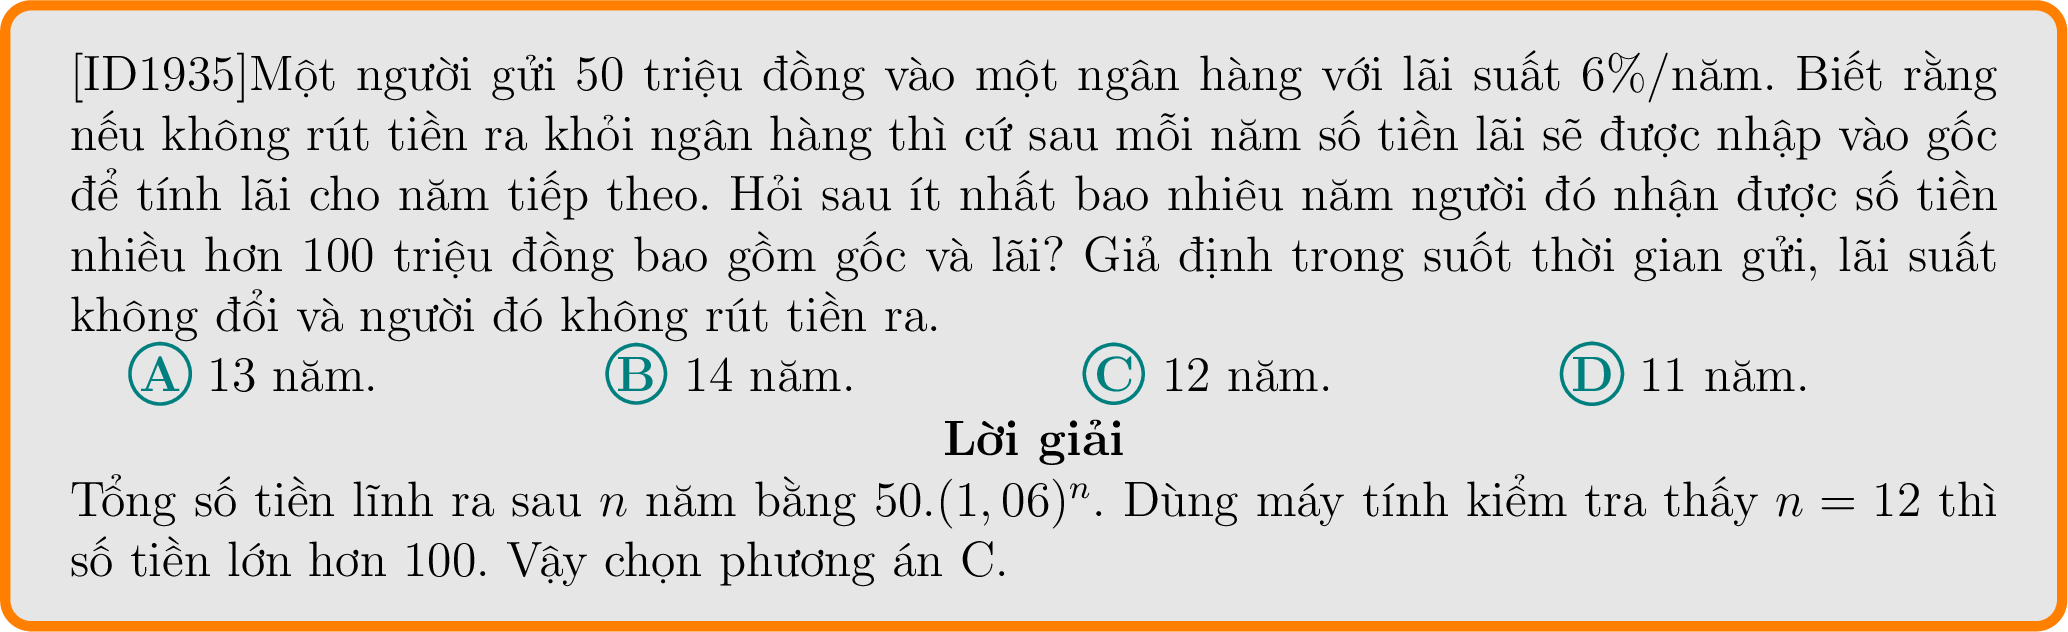 [ID1935]Một người gửi 50 triệu đồng vào một ngân hàng với lãi suất 6%/năm. Biết rằng
nếu không rút tiền ra khỏi ngân hàng thì cứ sau mỗi năm số tiền lãi sẽ được nhập vào gốc
để tính lãi cho năm tiếp theo. Hỏi sau ít nhất bao nhiêu năm người đó nhận được số tiền
nhiều hơn 100 triệu đồng bao gồm gốc và lãi? Giả định trong suốt thời gian gửi, lãi suất
không đổi và người đó không rút tiền ra.
A 13 năm. B 14 năm. C 12 năm. D 11 năm.
Lời giải
Tổng số tiền lĩnh ra sau n năm bằng 50.(1,06)ⁿ. Dùng máy tính kiểm tra thấy n = 12 thì
số tiền lớn hơn 100. Vậy chọn phương án C.